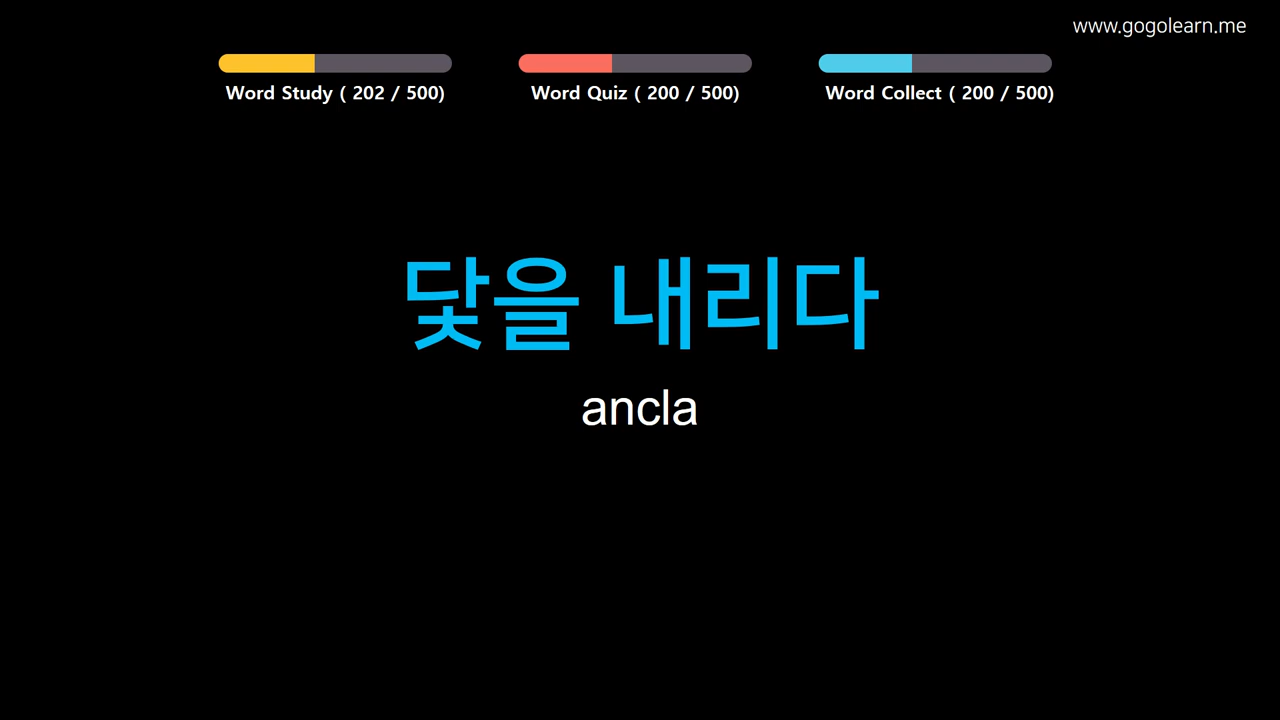 www.gogolearn.me
Word Study ( 202 / 500)
Word Quiz ( 200 / 500)
Word Collect ( 200 / 500)
닻을 내리다
ancla